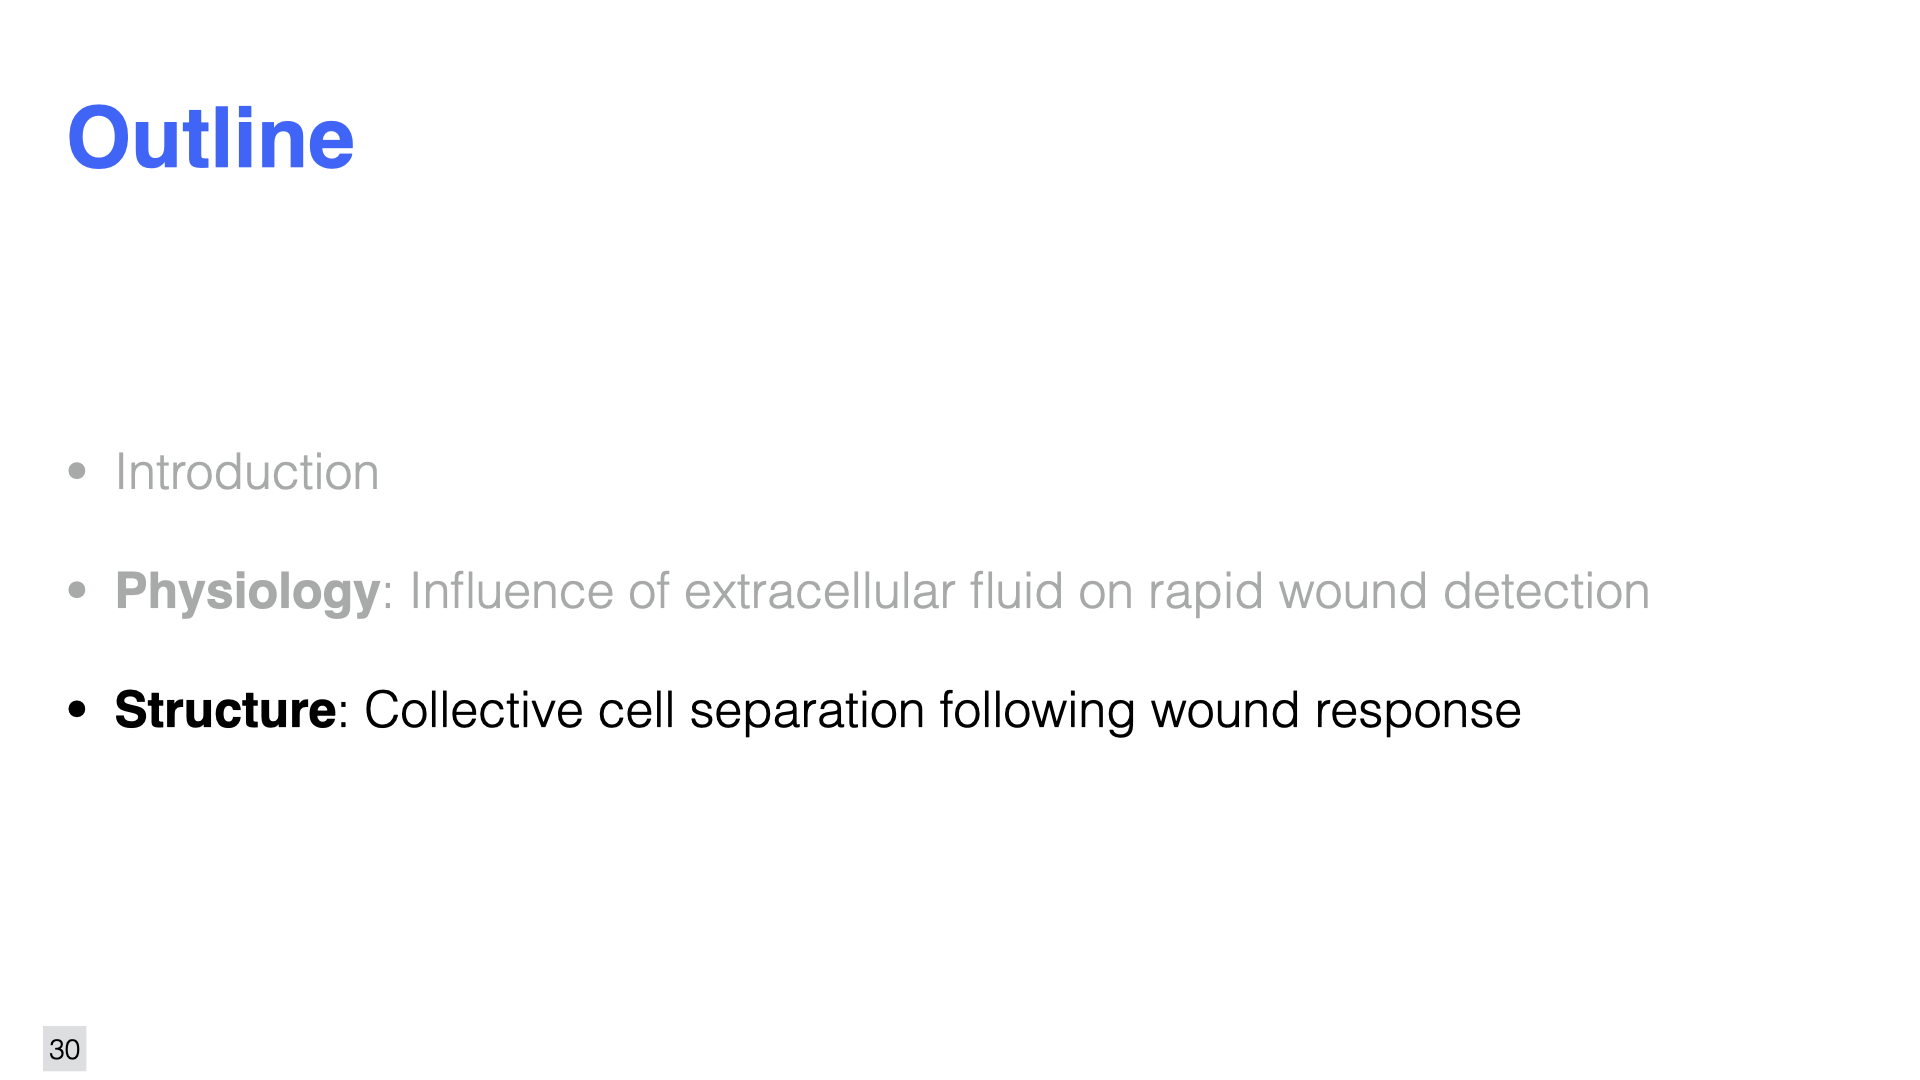 Outline
• Introduction
• Physiology: Influence of extracellular fluid on rapid wound detection
• Structure: Collective cell separation following wound response
30